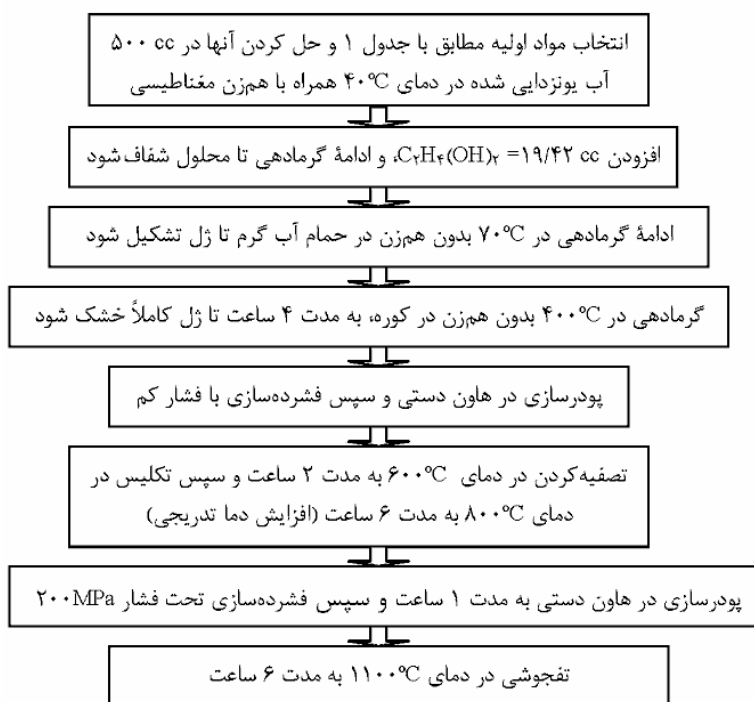 انتخاب مواد اولیه مطابق با جدول ۱ و حل کردن آنها در ۵۰۰ cc
آب یونزدایی شده در دمای ۴۰°C همراه با هم‌زن مغناطیسی
افزودن C۲H۴(OH)۲ =۱۹/۴۲ cc، و ادامهٔ گرمادهی تا محلول شفاف شود
ادامهٔ گرمادهی در ۷۰°C بدون هم‌زن در حمام آب گرم تا ژل تشکیل شود
گرمادهی در ۴۰۰°C بدون هم‌زن در کوره، به مدت ۴ ساعت تا ژل کاملاً خشک شود
پودرسازی در هاون دستی و سپس فشرده‌سازی با فشار کم
تصفیه‌کردن در دمای ۶۰۰°C به مدت ۲ ساعت و سپس تکلیس در
دمای ۸۰۰°C به مدت ۶ ساعت (افزایش دما تدریجی)
پودرسازی در هاون دستی به مدت ۱ ساعت و سپس فشرده‌سازی تحت فشار ۲۰۰MPa
تفجوشی در دمای ۱۱۰۰°C به مدت ۶ ساعت